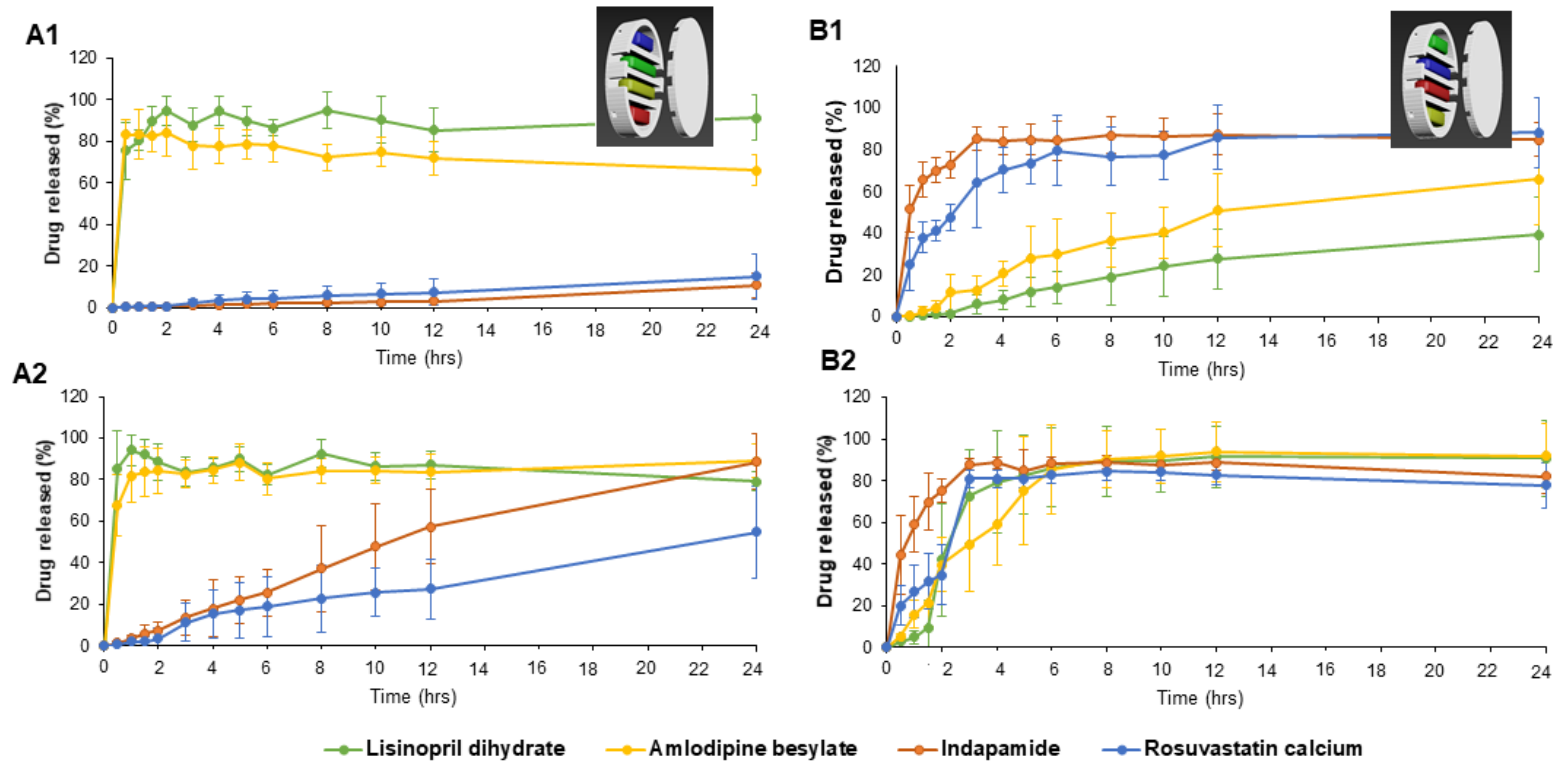 A1
120
100
80
60
40
20
0
Drug released (%)
0 2 4 6 8 10 12 14 16 18 20 22 24
Time (hrs)
B1
120
100
80
60
40
20
0
Drug released (%)
0 2 4 6 8 10 12 14 16 18 20 22 24
Time (hrs)
A2
120
100
80
60
40
20
0
Drug released (%)
0 2 4 6 8 10 12 14 16 18 20 22 24
Time (hrs)
B2
120
100
80
60
40
20
0
Drug released (%)
0 2 4 6 8 10 12 14 16 18 20 22 24
Time (hrs)
Lisinopril dihydrate Amlodipine besylate Indapamide Rosuvastatin calcium